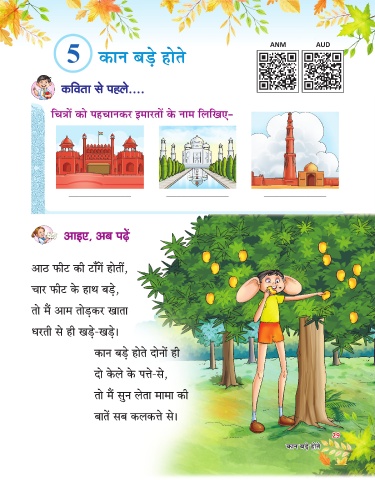 5 कान बड़े होते
ANM AUD
कविता से पहले....
चित्रों को पहचानकर इमारतों के नाम लिखिए–
आइए, अब पढ़ें
आठ फीट की टाँगें होतीं,
चार फीट के हाथ बड़े,
तो मैं आम तोड़कर खाता
धरती से ही खड़े-खड़े।
कान बड़े होते दोनों ही
दो केले के पत्ते-से,
तो मैं सुन लेता मामा की
बातें सब कलकत्ते से।
कान बड़े होते